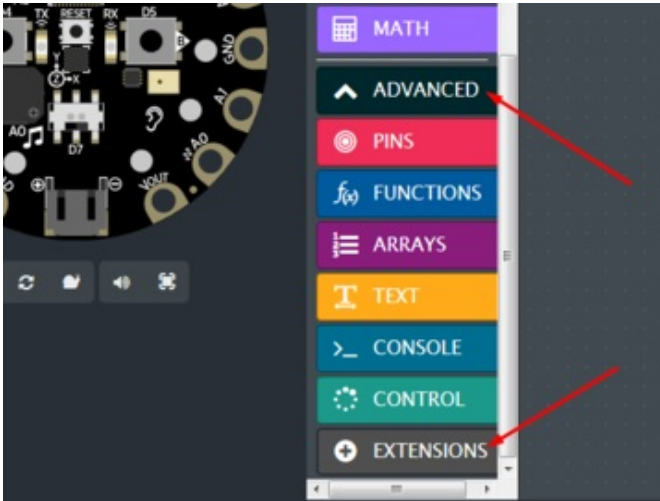 TX RESET RX D5
B
GND
A1
A0
A0
D7
VOUT
MATH
ADVANCED
PINS
f(x) FUNCTIONS
ARRAYS
T TEXT
>_ CONSOLE
CONTROL
EXTENSIONS